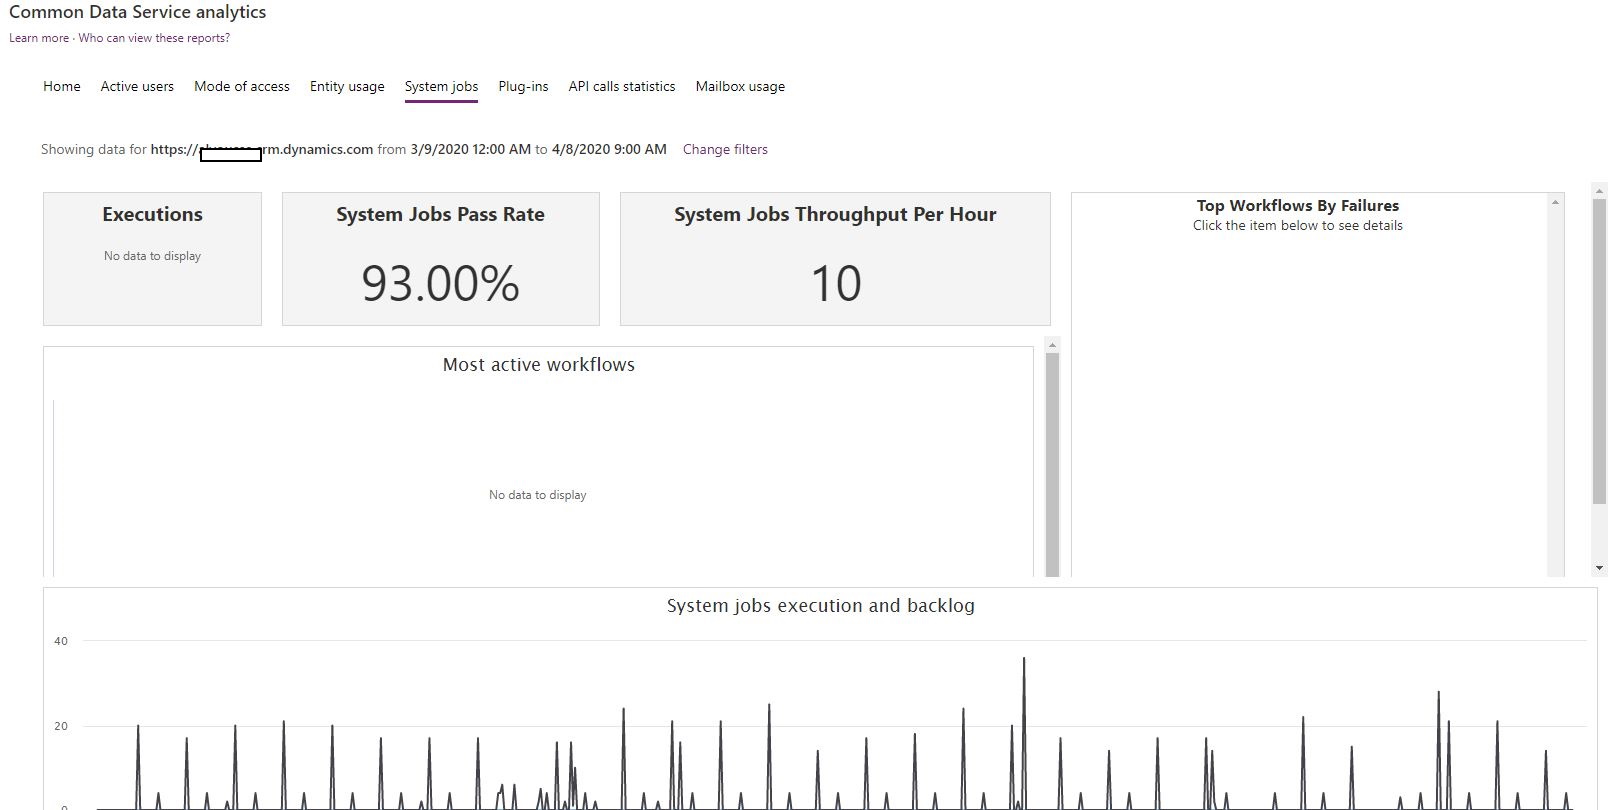 Common Data Service analytics
Learn more · Who can view these reports?
Home Active users Mode of access Entity usage System jobs Plug-ins API calls statistics Mailbox usage
Showing data for https:// rm.dynamics.com from 3/9/2020 12:00 AM to 4/8/2020 9:00 AM Change filters
Executions
No data to display
System Jobs Pass Rate
93.00%
System Jobs Throughput Per Hour
10
Top Workflows By Failures
Click the item below to see details
Most active workflows
No data to display
System jobs execution and backlog
40
20
0